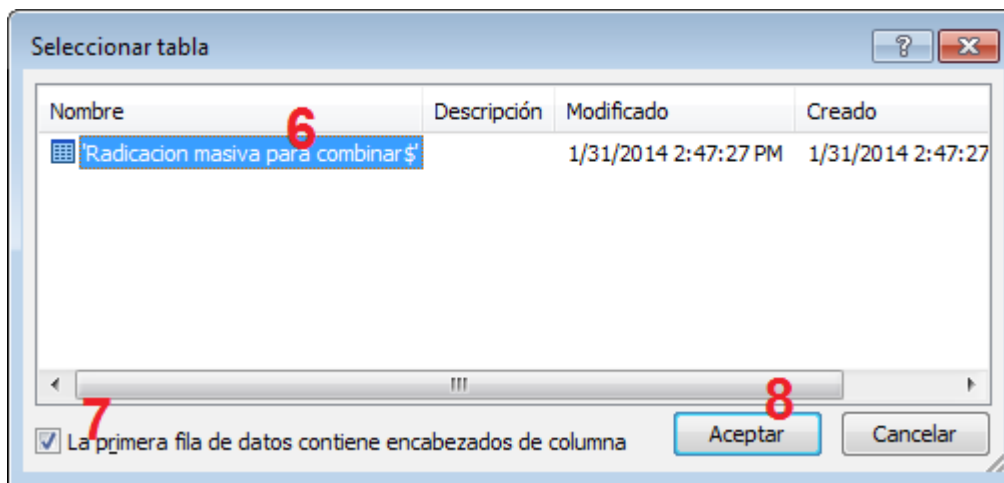 Seleccionar tabla
Nombre Descripción Modificado Creado
6
'Radicacion masiva para combinar$' 1/31/2014 2:47:27 PM 1/31/2014 2:47:27
7 8
La primera fila de datos contiene encabezados de columna Aceptar Cancelar